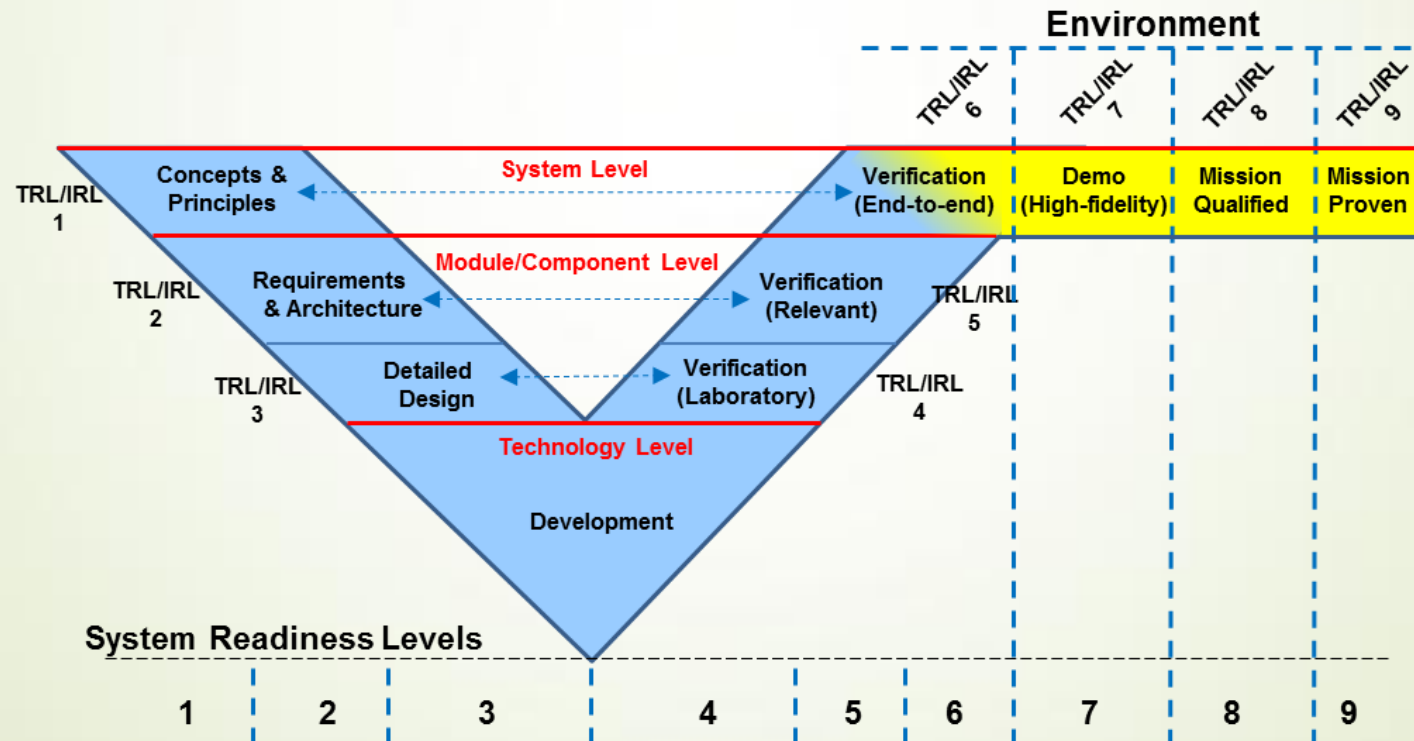 Environment
TRL/IRL
6
TRL/IRL
7
TRL/IRL
8
TRL/IRL
9
TRL/IRL
1
Concepts &
Principles
System Level
Verification
(End-to-end)
Demo
(High-fidelity)
Mission
Qualified
Mission
Proven
TRL/IRL
2
Requirements
& Architecture
Module/Component Level
Verification
(Relevant)
TRL/IRL
5
TRL/IRL
3
Detailed
Design
Verification
(Laboratory)
TRL/IRL
4
Technology Level
Development
System Readiness Levels
1 2 3 4 5 6 7 8 9